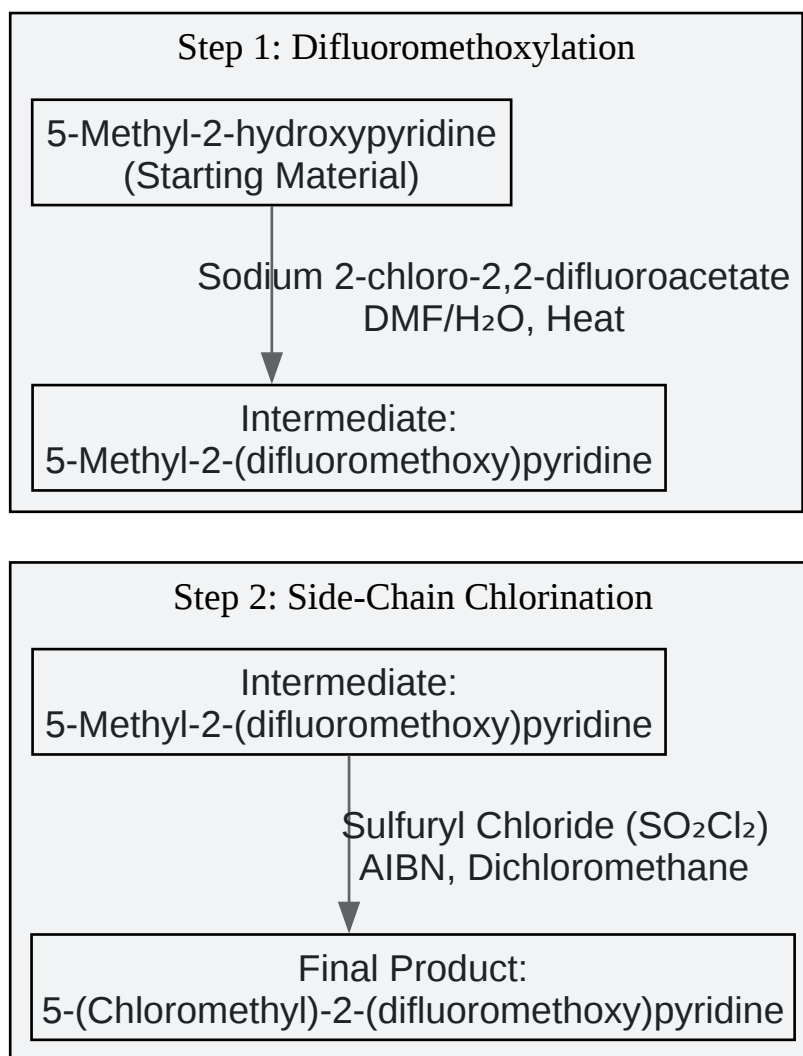 Step 1: Difluoromethoxylation
5-Methyl-2-hydroxypyridine
(Starting Material)
Sodium 2-chloro-2,2-difluoroacetate
DMF/H₂O, Heat
Intermediate:
5-Methyl-2-(difluoromethoxy)pyridine
Step 2: Side-Chain Chlorination
Intermediate:
5-Methyl-2-(difluoromethoxy)pyridine
Sulfuryl Chloride (SO₂Cl₂)
AIBN, Dichloromethane
Final Product:
5-(Chloromethyl)-2-(difluoromethoxy)pyridine